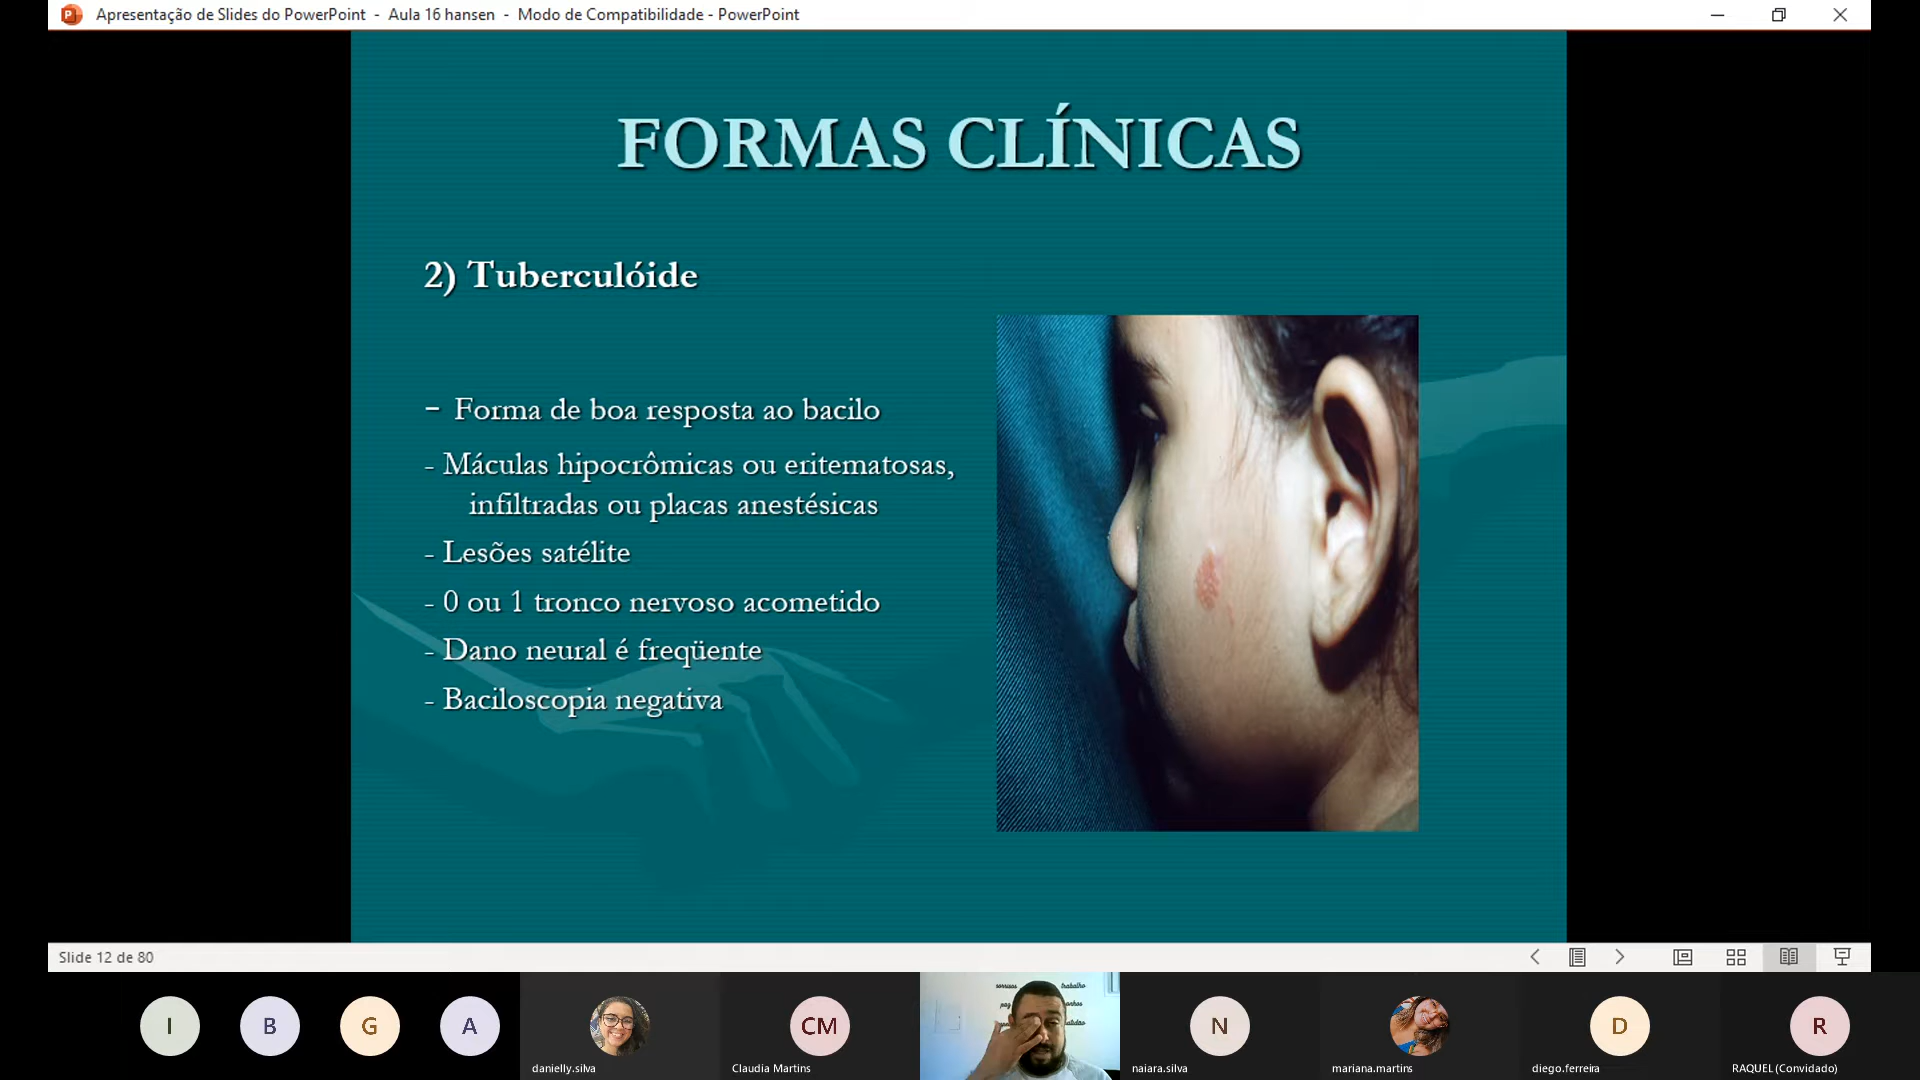 Apresentação de Slides do PowerPoint - Aula 16 hansen - Modo de Compatibilidade - PowerPoint
FORMAS CLÍNICAS
2) Tuberculóide
- Forma de boa resposta ao bacilo
- Máculas hipocrômicas ou eritematosas,
infiltradas ou placas anestésicas
- Lesões satélite
- 0 ou 1 tronco nervoso acometido
- Dano neural é freqüente
- Baciloscopia negativa
Slide 12 de 80
I
B
G
A
CM
sorrisos
trabalho
N
D
R
danielly.silva
Claudia Martins
naiara.silva
mariana.martins
diego.ferreira
RAQUEL (Convidado)